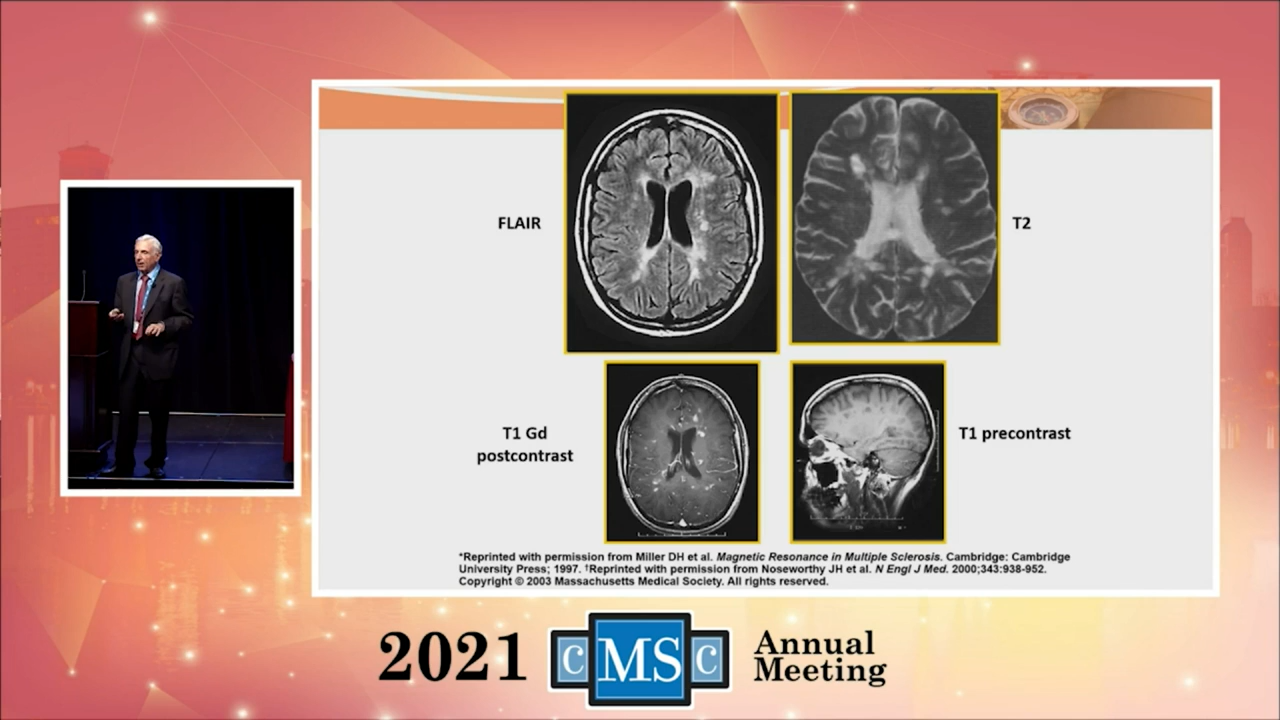 FLAIR
T2
T1 Gd
postcontrast
T1 precontrast
*Reprinted with permission from Miller DH et al. Magnetic Resonance in Multiple Sclerosis. Cambridge: Cambridge
University Press; 1997. †Reprinted with permission from Noseworthy JH et al. N Engl J Med. 2000;343:938-952.
Copyright © 2003 Massachusetts Medical Society. All rights reserved.
2021 CMSC Annual
Meeting